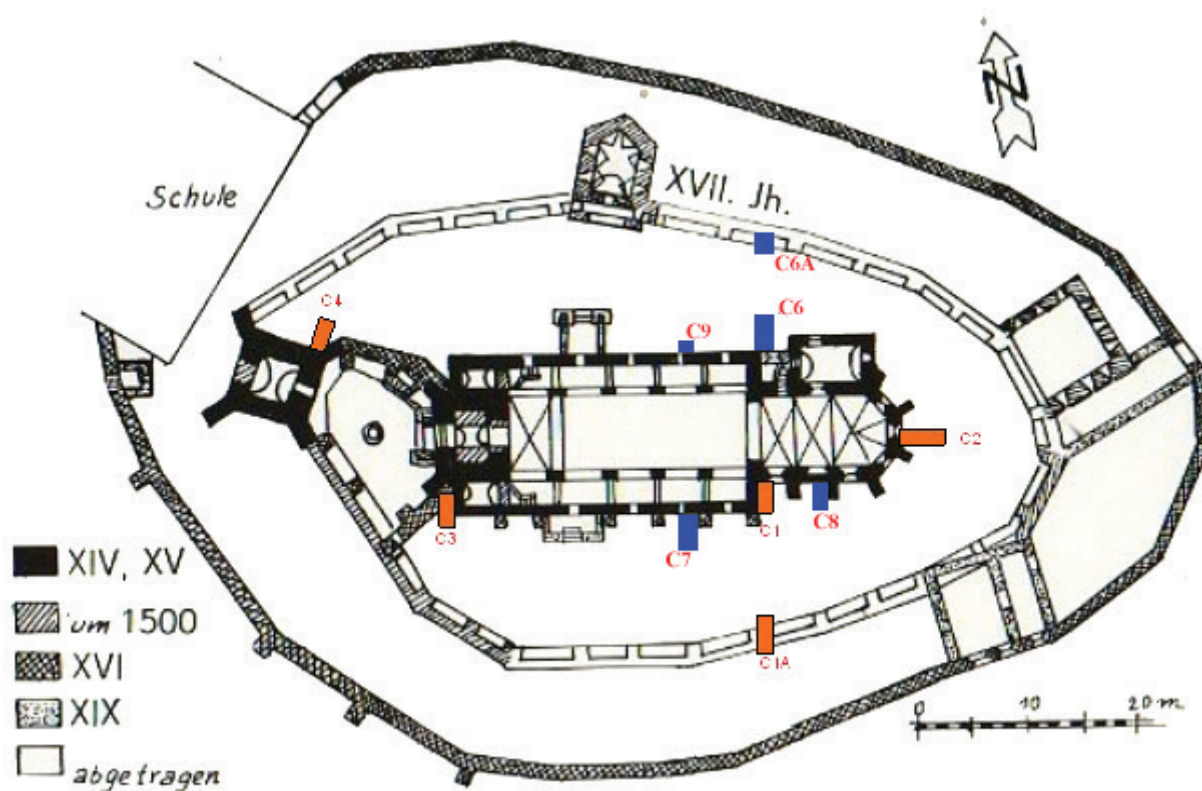 N
Schule
XVII. Jh.
C6A
C4
C6
C9
C2
C3
C1
C8
C7
C1A
XIV, XV
um 1500
XVI
XIX
abgetragen
0 10 20 m.